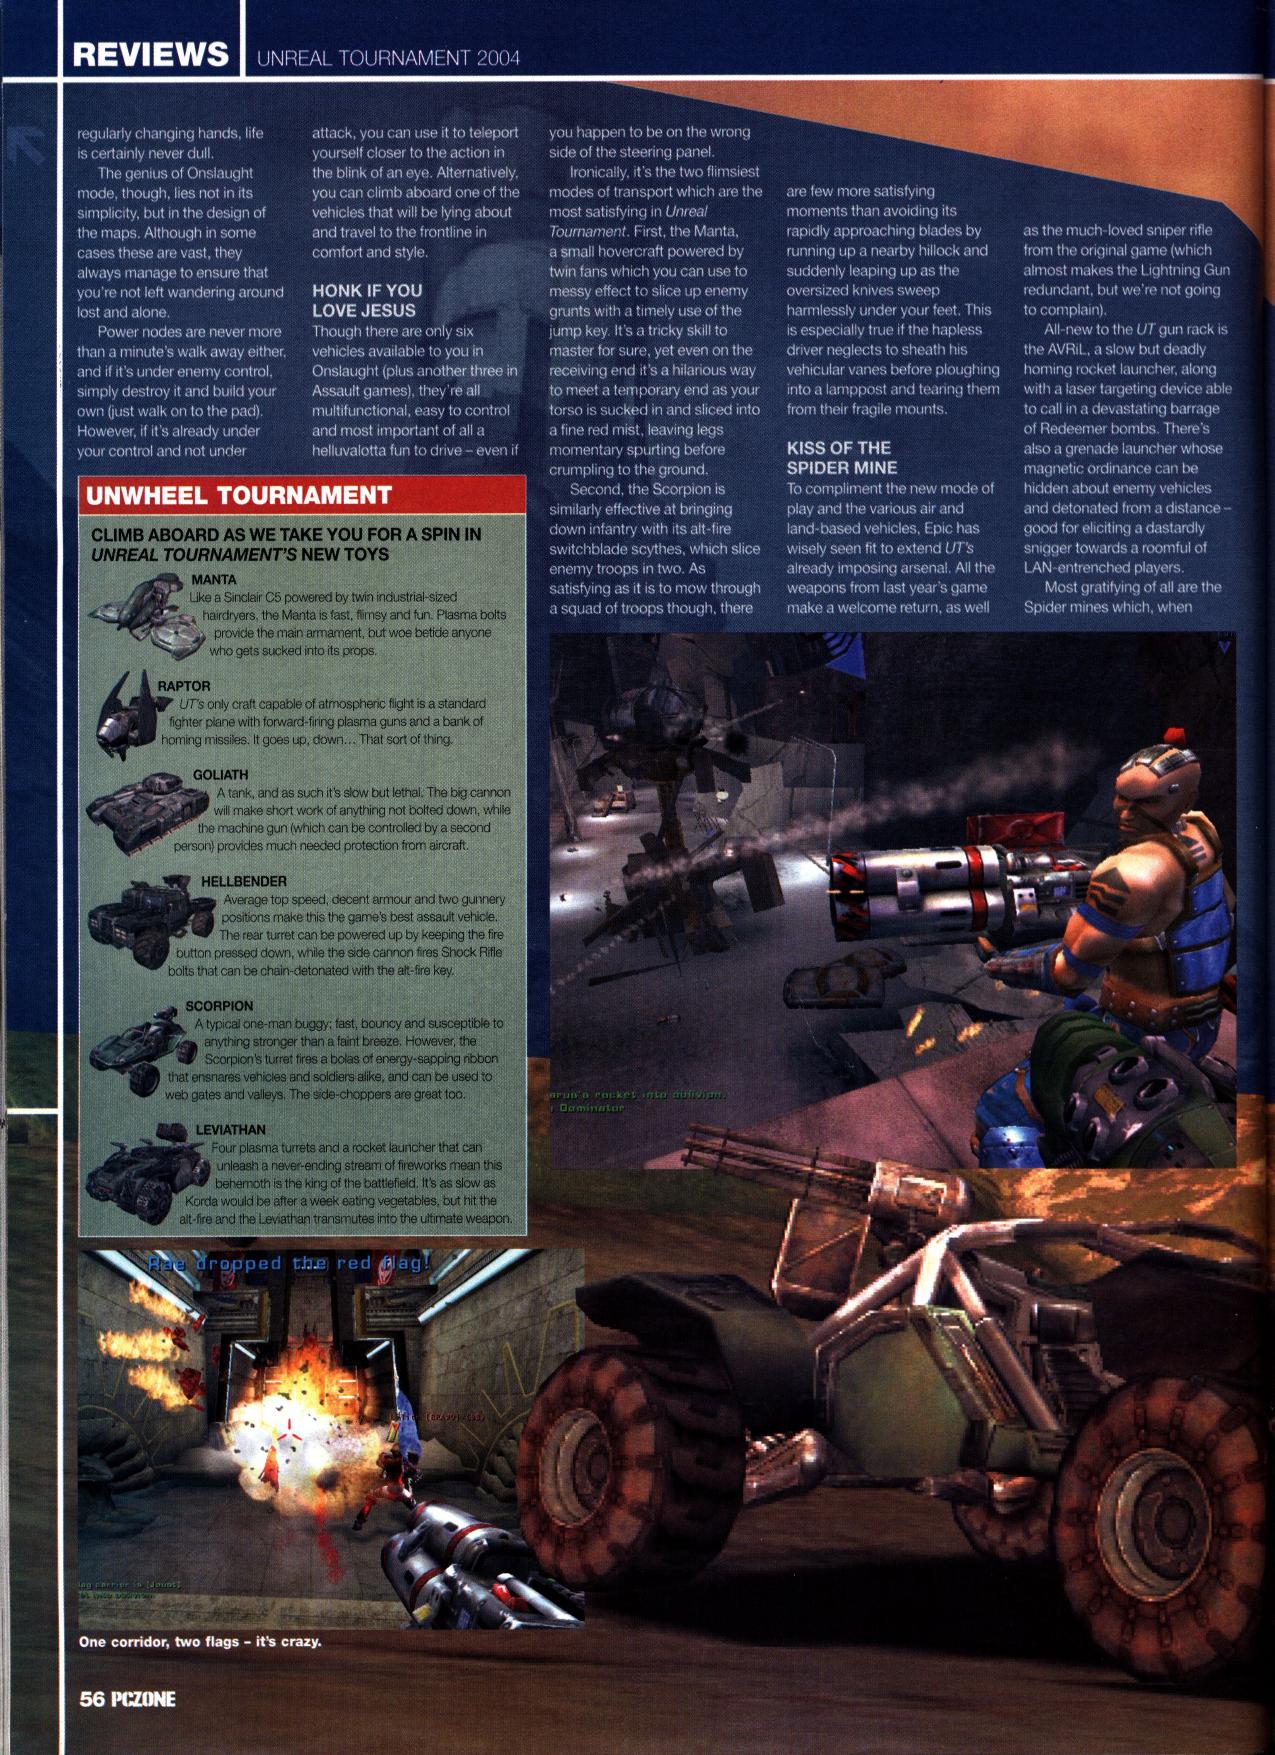 REVIEWS
UNREAL TOURNAMENT 2004
regularly changing hands, life
is certainly never dull.
The genius of Onslaught
mode, though, lies not in its
simplicity, but in the design of
the maps. Although in some
cases these are vast, they
always manage to ensure that
you're not left wandering around
lost and alone.
Power nodes are never more
than a minute's walk away either,
and if it's under enemy control,
simply destroy it and build your
own (just walk on to the pad).
However, if it's already under
your control and not under
attack, you can use it to teleport
yourself closer to the action in
the blink of an eye. Alternatively,
you can climb aboard one of the
vehicles that will be lying about
and travel to the frontline in
comfort and style.
HONK IF YOU
LOVE JESUS
Though there are only six
vehicles available to you in
Onslaught (plus another three in
Assault games), they're all
multifunctional, easy to control
and most important of all a
helluvalotta fun to drive – even if
you happen to be on the wrong
side of the steering panel.
Ironically, it's the two flimsiest
modes of transport which are the
most satisfying in Unreal
Tournament. First, the Manta,
a small hovercraft powered by
twin fans which you can use to
messy effect to slice up enemy
grunts with a timely use of the
jump key. It's a tricky skill to
master for sure, yet even on the
receiving end it's a hilarious way
to meet a temporary end as your
torso is sucked in and sliced into
a fine red mist, leaving legs
momentary spurting before
crumpling to the ground.
Second, the Scorpion is
similarly effective at bringing
down infantry with its alt-fire
switchblade scythes, which slice
enemy troops in two. As
satisfying as it is to mow through
a squad of troops though, there
are few more satisfying
moments than avoiding its
rapidly approaching blades by
running up a nearby hillock and
suddenly leaping up as the
oversized knives sweep
harmlessly under your feet. This
is especially true if the hapless
driver neglects to sheath his
vehicular vanes before ploughing
into a lamppost and tearing them
from their fragile mounts.
KISS OF THE
SPIDER MINE
To compliment the new mode of
play and the various air and
land-based vehicles, Epic has
wisely seen fit to extend UT's
already imposing arsenal. All the
weapons from last year's game
make a welcome return, as well
as the much-loved sniper rifle
from the original game (which
almost makes the Lightning Gun
redundant, but we're not going
to complain).
All-new to the UT gun rack is
the AVRiL, a slow but deadly
homing rocket launcher, along
with a laser targeting device able
to call in a devastating barrage
of Redeemer bombs. There's
also a grenade launcher whose
magnetic ordinance can be
hidden about enemy vehicles
and detonated from a distance –
good for eliciting a dastardly
snigger towards a roomful of
LAN-entrenched players.
Most gratifying of all are the
Spider mines which, when
UNWHEEL TOURNAMENT
CLIMB ABOARD AS WE TAKE YOU FOR A SPIN IN
UNREAL TOURNAMENT'S NEW TOYS
MANTA
Like a Sinclair C5 powered by twin industrial-sized
hairdryers, the Manta is fast, flimsy and fun. Plasma bolts
provide the main armament, but woe betide anyone
who gets sucked into its props.
RAPTOR
UT's only craft capable of atmospheric flight is a standard
fighter plane with forward-firing plasma guns and a bank of
homing missiles. It goes up, down... That sort of thing.
GOLIATH
A tank, and as such it's slow but lethal. The big cannon
will make short work of anything not bolted down, while
the machine gun (which can be controlled by a second
person) provides much needed protection from aircraft.
HELLBENDER
Average top speed, decent armour and two gunnery
positions make this the game's best assault vehicle.
The rear turret can be powered up by keeping the fire
button pressed down, while the side cannon fires Shock Rifle
bolts that can be chain-detonated with the alt-fire key.
SCORPION
A typical one-man buggy; fast, bouncy and susceptible to
anything stronger than a faint breeze. However, the
Scorpion's turret fires a bolas of energy-sapping ribbon
that ensnares vehicles and soldiers alike, and can be used to
web gates and valleys. The side-choppers are great too.
LEVIATHAN
Four plasma turrets and a rocket launcher that can
unleash a never-ending stream of fireworks mean this
behemoth is the king of the battlefield. It's as slow as
Korda would be after a week eating vegetables, but hit the
alt-fire and the Leviathan transmutes into the ultimate weapon.
rocket into oblivion.
Dominator
Rae dropped the red flag!
carrier is [Joust]
into oblivion
One corridor, two flags – it's crazy.
56 PCZONE